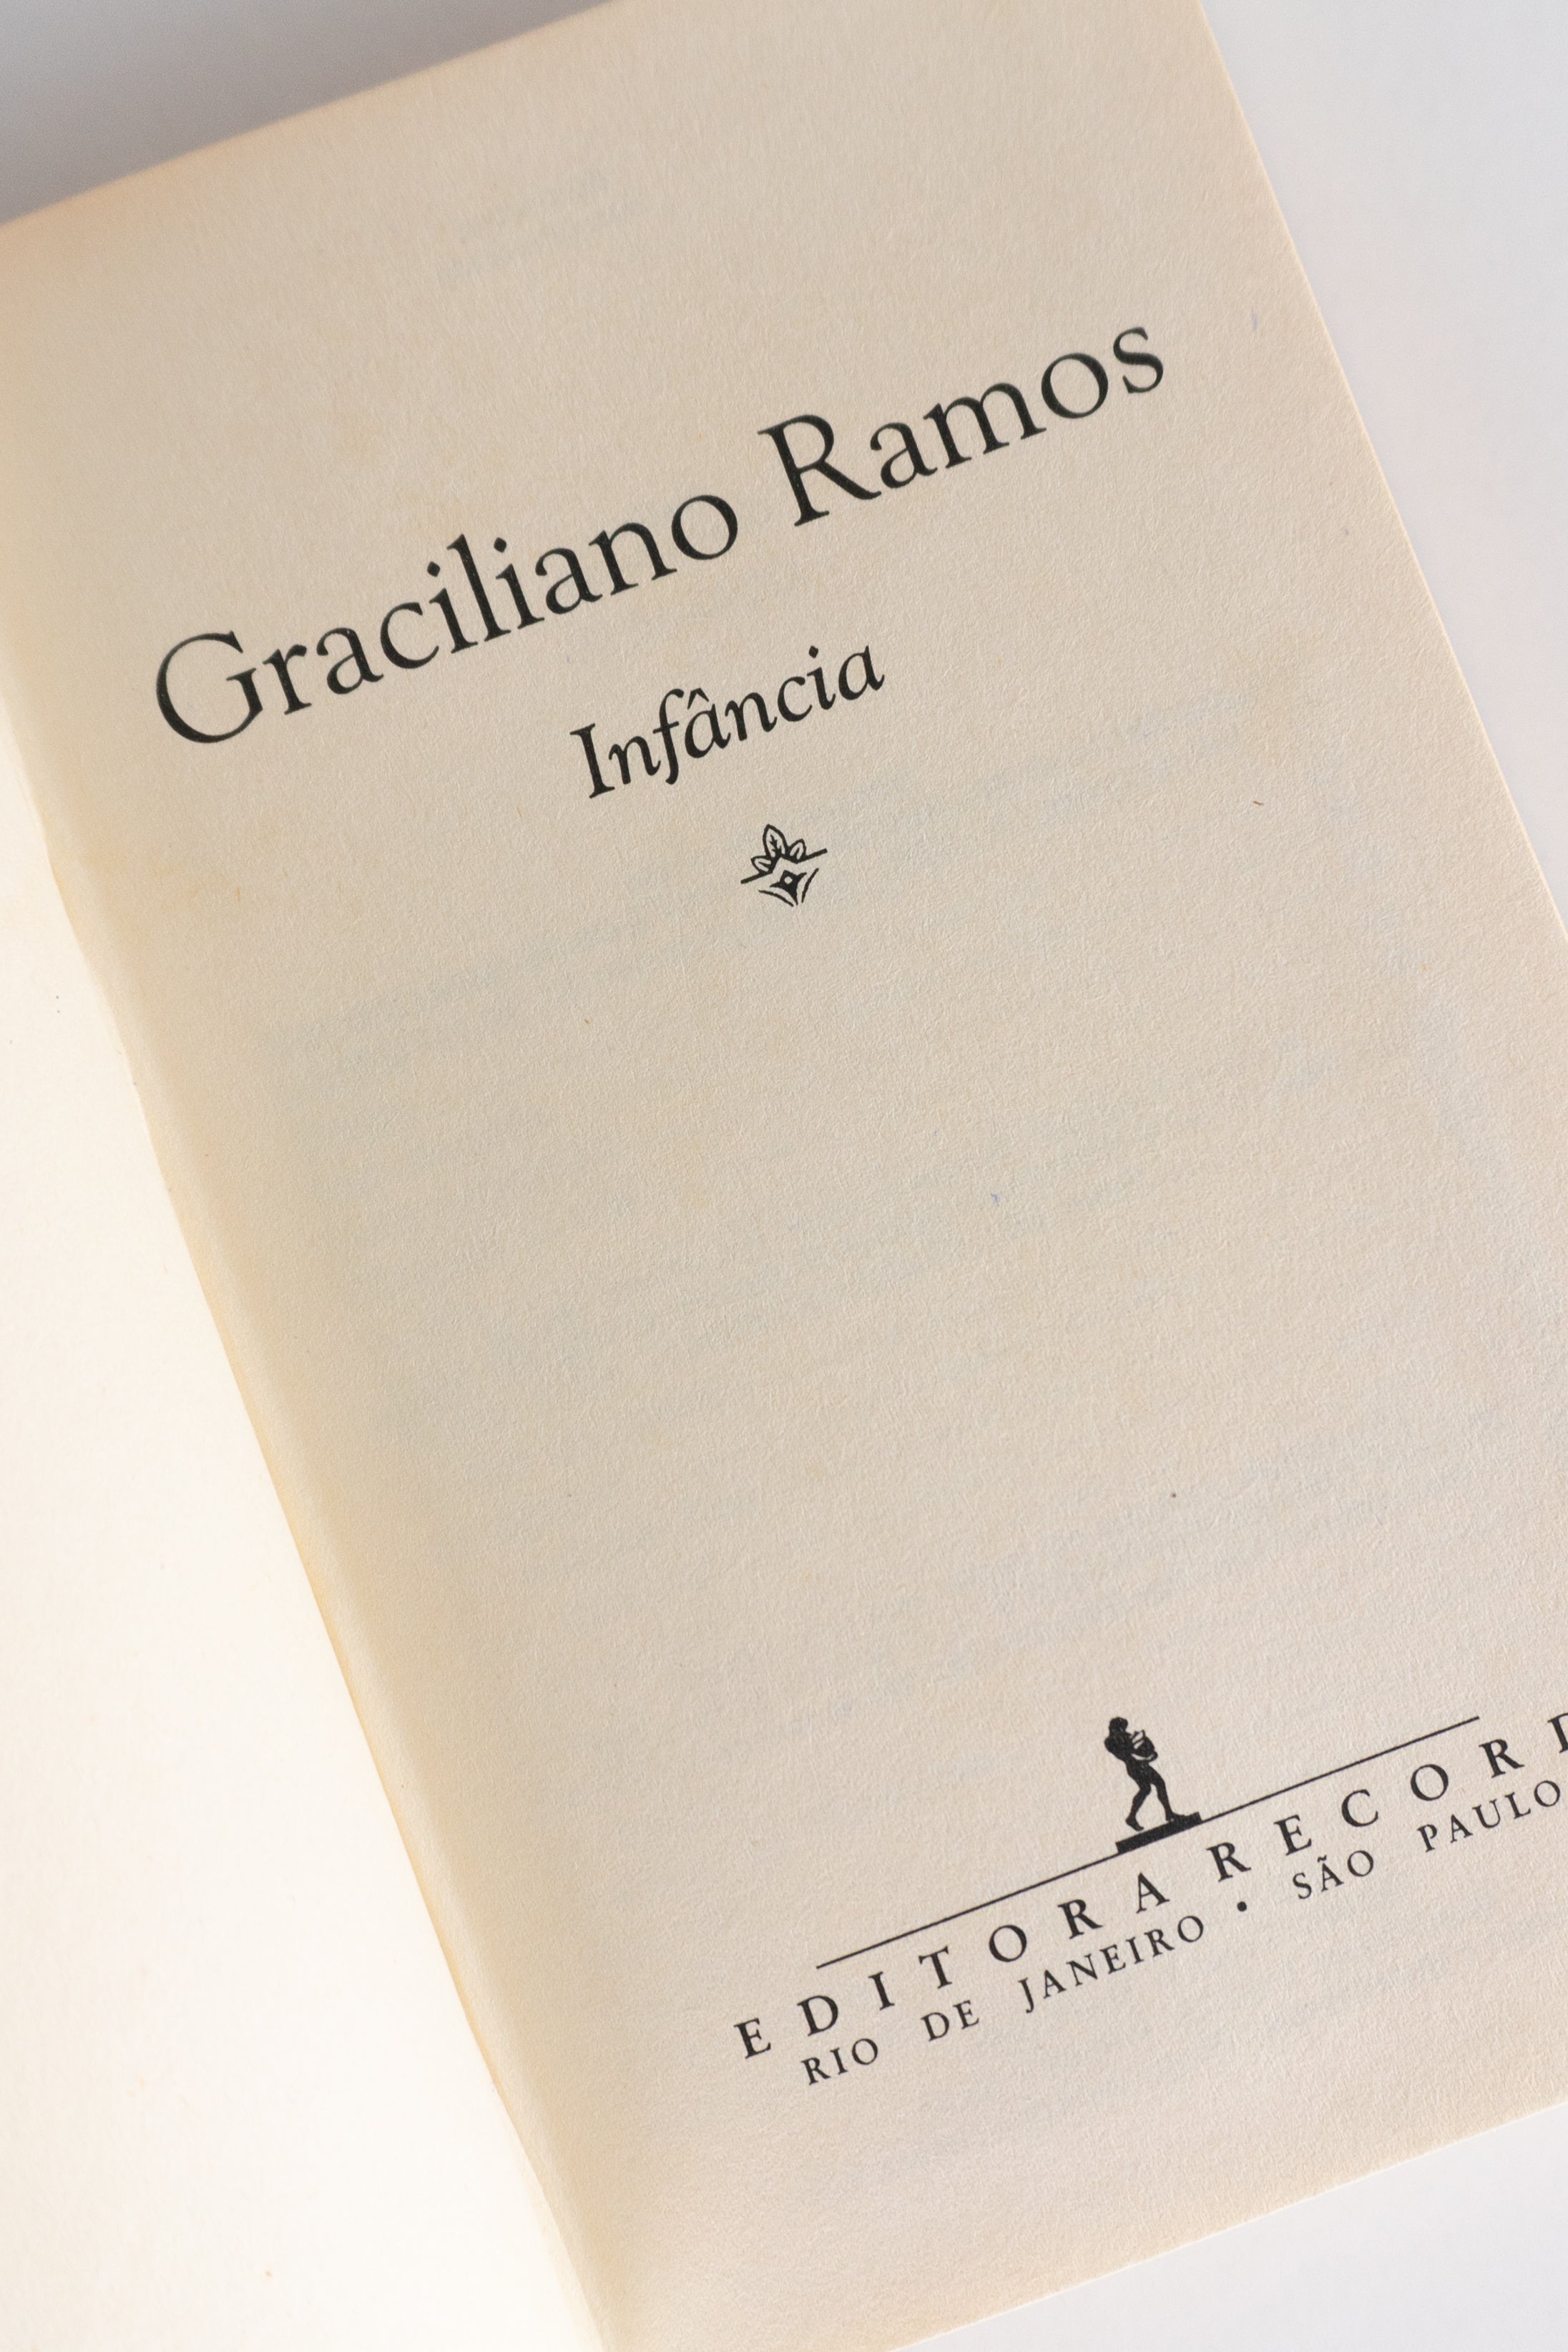 Graciliano Ramos
Infância
EDITORA RECORD
RIO DE JANEIRO • SÃO PAULO